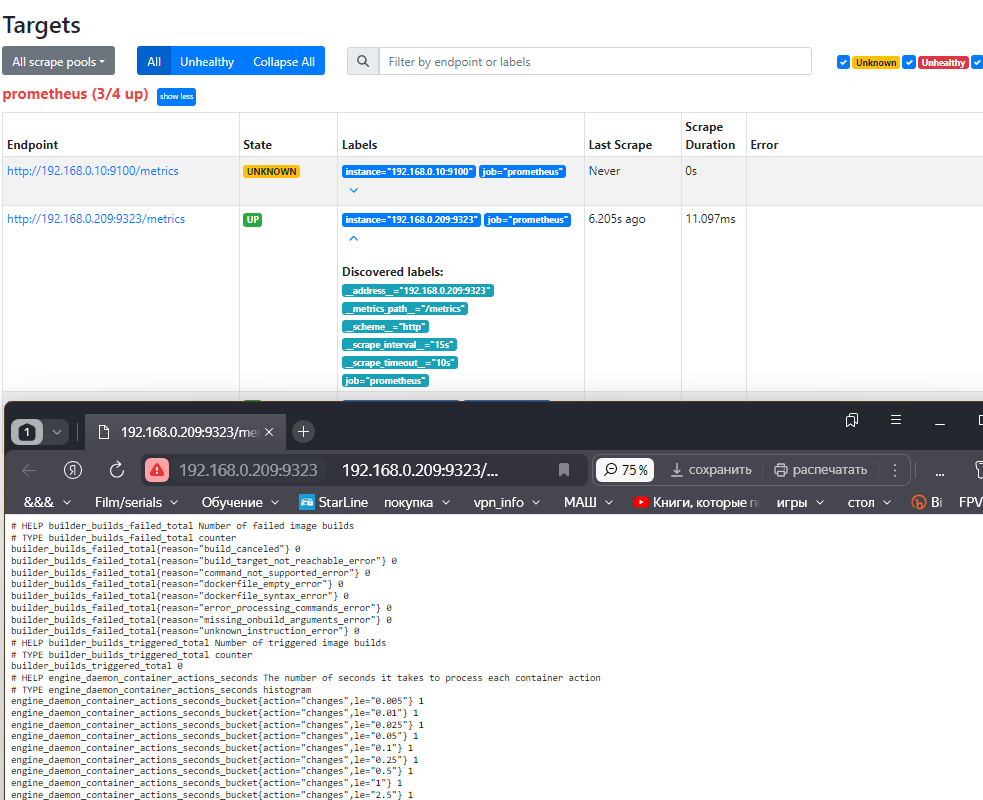 Targets
All scrape pools
All Unhealthy Collapse All
Filter by endpoint or labels
Unknown Unhealthy
prometheus (3/4 up) show less
Endpoint State Labels Last Scrape Scrape Duration Error
http://192.168.0.10:9100/metrics UNKNOWN instance="192.168.0.10:9100" job="prometheus" Never 0s
http://192.168.0.209:9323/metrics UP instance="192.168.0.209:9323" job="prometheus" 6.205s ago 11.097ms
Discovered labels:
__address__="192.168.0.209:9323"
__metrics_path__="/metrics"
__scheme__="http"
__scrape_interval__="15s"
__scrape_timeout__="10s"
job="prometheus"
1 192.168.0.209:9323/me
Я 192.168.0.209:9323 192.168.0.209:9323/... 75% сохранить распечатать
&&& Film/serials Обучение StarLine покупка vpn_info МАШ Книги, которые игры стол Bi FPV
# HELP builder_builds_failed_total Number of failed image builds
# TYPE builder_builds_failed_total counter
builder_builds_failed_total{reason="build_canceled"} 0
builder_builds_failed_total{reason="build_target_not_reachable_error"} 0
builder_builds_failed_total{reason="command_not_supported_error"} 0
builder_builds_failed_total{reason="dockerfile_empty_error"} 0
builder_builds_failed_total{reason="dockerfile_syntax_error"} 0
builder_builds_failed_total{reason="error_processing_commands_error"} 0
builder_builds_failed_total{reason="missing_onbuild_arguments_error"} 0
builder_builds_failed_total{reason="unknown_instruction_error"} 0
# HELP builder_builds_triggered_total Number of triggered image builds
# TYPE builder_builds_triggered_total counter
builder_builds_triggered_total 0
# HELP engine_daemon_container_actions_seconds The number of seconds it takes to process each container action
# TYPE engine_daemon_container_actions_seconds histogram
engine_daemon_container_actions_seconds_bucket{action="changes",le="0.005"} 1
engine_daemon_container_actions_seconds_bucket{action="changes",le="0.01"} 1
engine_daemon_container_actions_seconds_bucket{action="changes",le="0.025"} 1
engine_daemon_container_actions_seconds_bucket{action="changes",le="0.05"} 1
engine_daemon_container_actions_seconds_bucket{action="changes",le="0.1"} 1
engine_daemon_container_actions_seconds_bucket{action="changes",le="0.25"} 1
engine_daemon_container_actions_seconds_bucket{action="changes",le="0.5"} 1
engine_daemon_container_actions_seconds_bucket{action="changes",le="1"} 1
engine_daemon_container_actions_seconds_bucket{action="changes",le="2.5"} 1